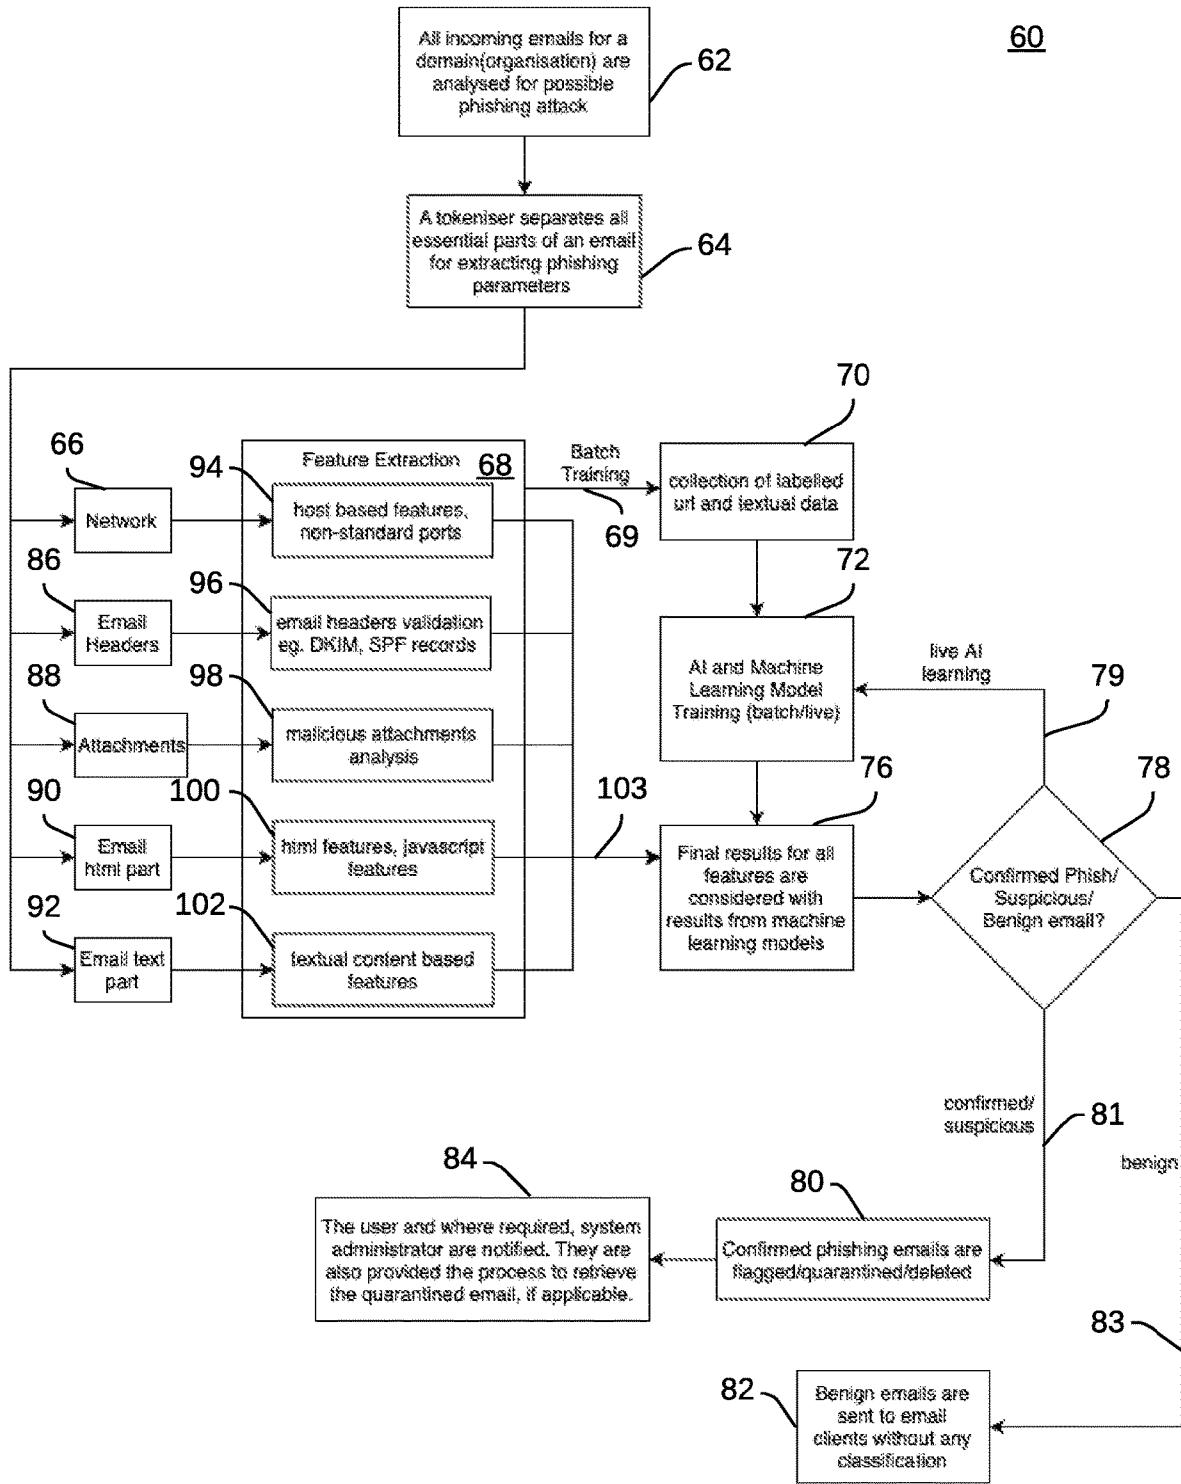 60
All incoming emails for a
domain(organisation) are
analysed for possible
phishing attack
62
A tokeniser separates all
essential parts of an email
for extracting phishing
parameters
64
66
Network
86
Email
Headers
88
Attachments
90
Email
html part
92
Email text
part
Feature Extraction
68
94
host based features,
non-standard ports
96
email headers validation
eg. DKIM, SPF records
98
malicious attachments
analysis
100
html features, javascript
features
102
textual content based
features
Batch
Training
69
103
70
collection of labelled
url and textual data
72
AI and Machine
Learning Model
Training (batch/live)
live AI
learning
79
76
Final results for all
features are
considered with
results from machine
learning models
78
Confirmed Phish/
Suspicious/
Benign email?
confirmed/
suspicious
81
benign
84
The user and where required, system
administrator are notified. They are
also provided the process to retrieve
the quarantined email, if applicable.
80
Confirmed phishing emails are
flagged/quarantined/deleted
83
82
Benign emails are
sent to email
clients without any
classification